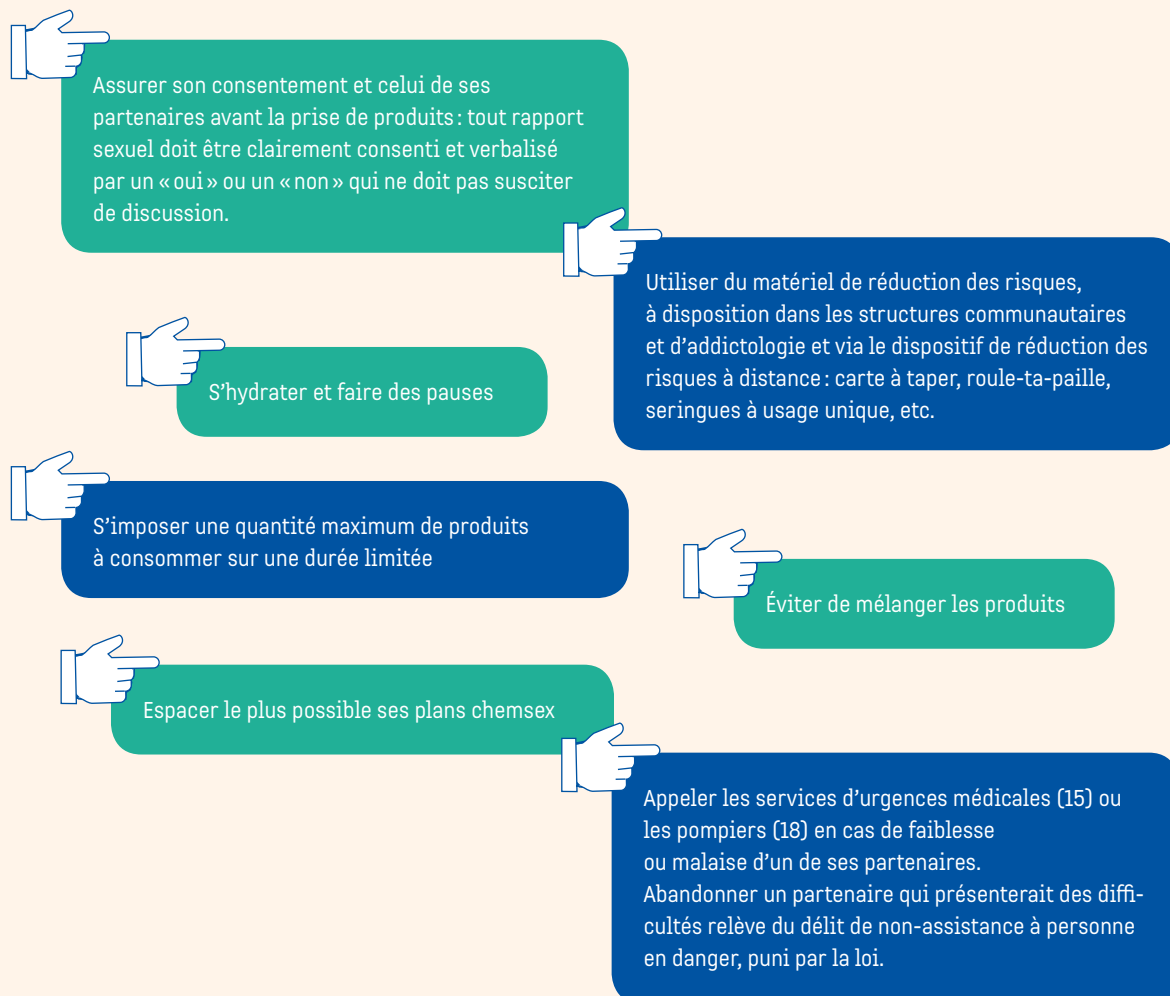 Assurer son consentement et celui de ses
partenaires avant la prise de produits : tout rapport
sexuel doit être clairement consenti et verbalisé
par un « oui » ou un « non » qui ne doit pas susciter
de discussion.
Utiliser du matériel de réduction des risques,
à disposition dans les structures communautaires
et d’addictologie et via le dispositif de réduction des
risques à distance : carte à taper, roule-ta-paille,
seringues à usage unique, etc.
S’hydrater et faire des pauses
S’imposer une quantité maximum de produits
à consommer sur une durée limitée
Éviter de mélanger les produits
Espacer le plus possible ses plans chemsex
Appeler les services d’urgences médicales (15) ou
les pompiers (18) en cas de faiblesse
ou malaise d’un de ses partenaires.
Abandonner un partenaire qui présenterait des diffi-
cultés relève du délit de non-assistance à personne
en danger, puni par la loi.